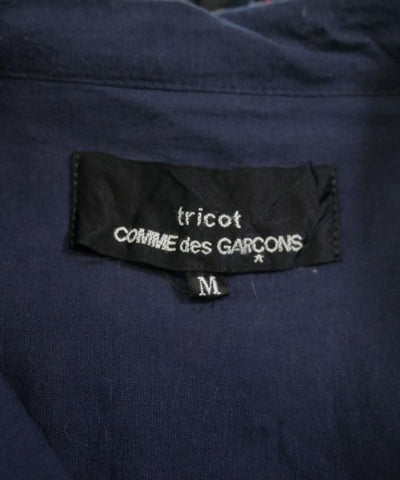 tricot
COMME des GARÇONS
M